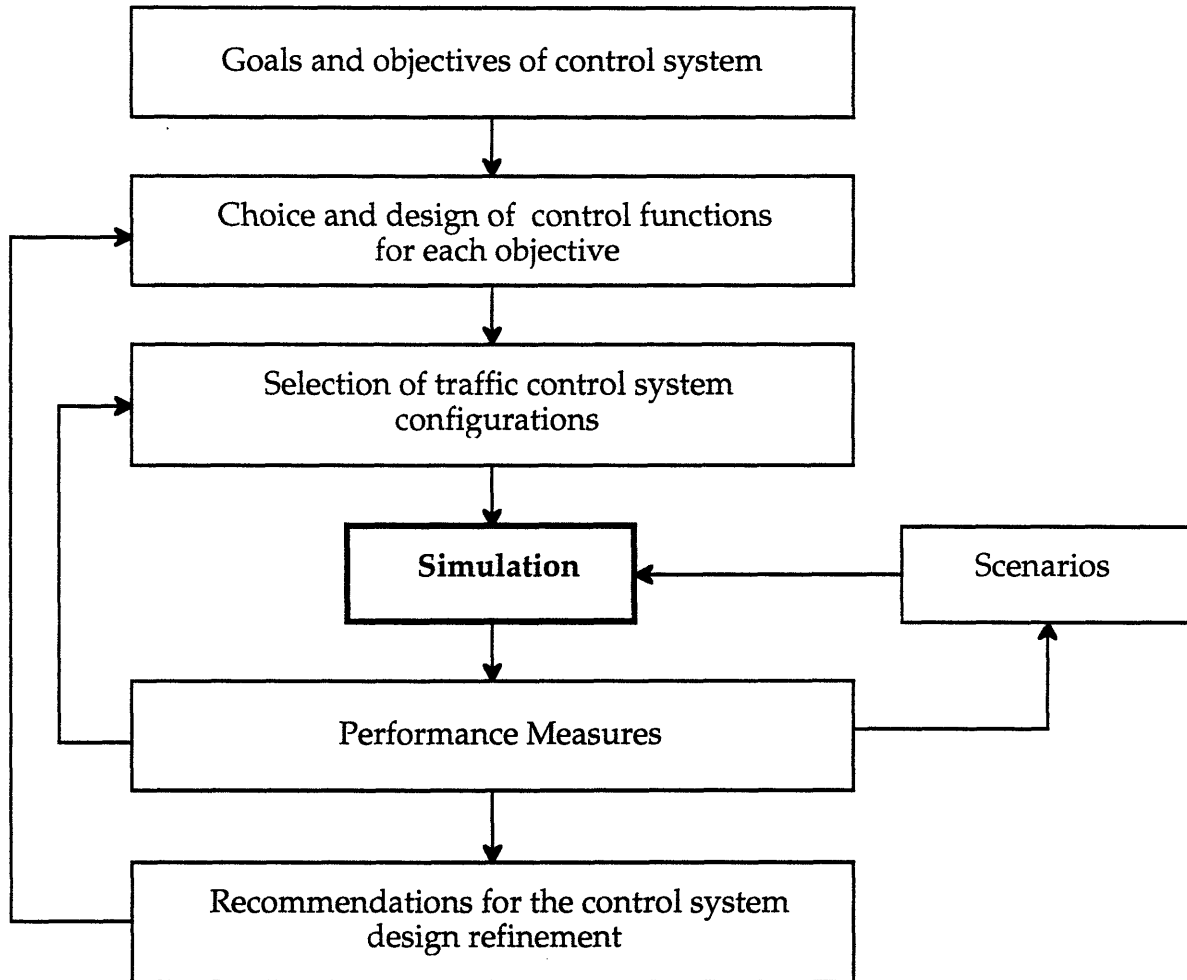 Goals and objectives of control system
Choice and design of control functions
for each objective
Selection of traffic control system
configurations
Simulation
Scenarios
Performance Measures
Recommendations for the control system
design refinement